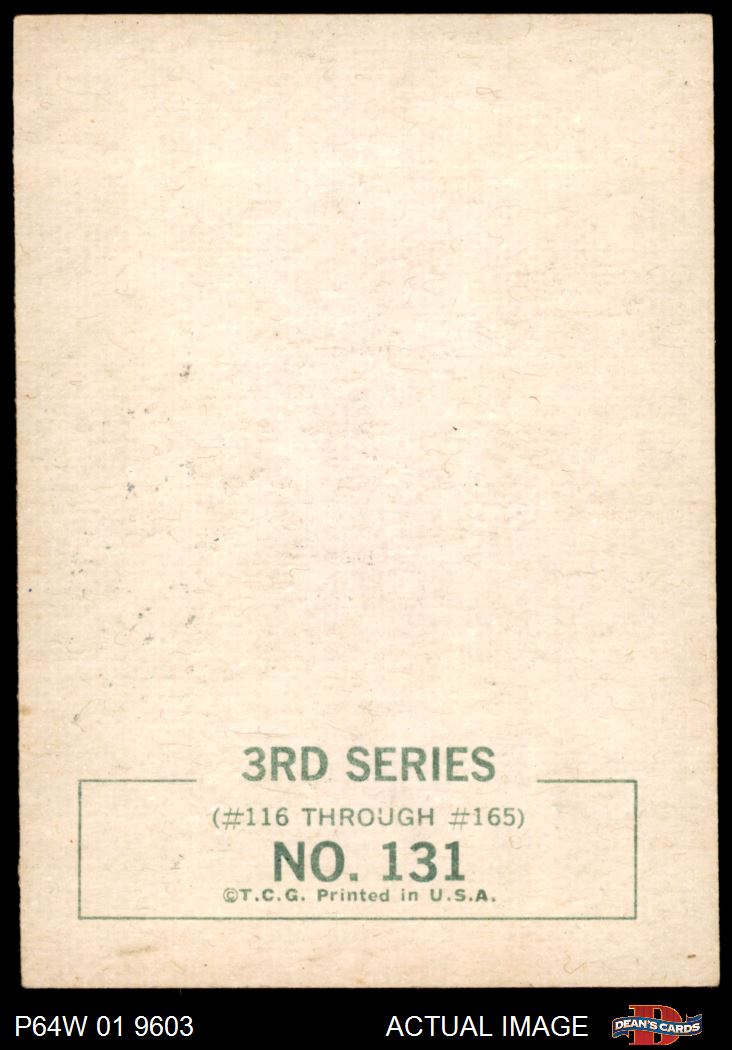 3RD SERIES
(#116 THROUGH #165)
NO. 131
©T.C.G. Printed in U.S.A.
P64W 01 9603
ACTUAL IMAGE
D
DEAN'S CARDS